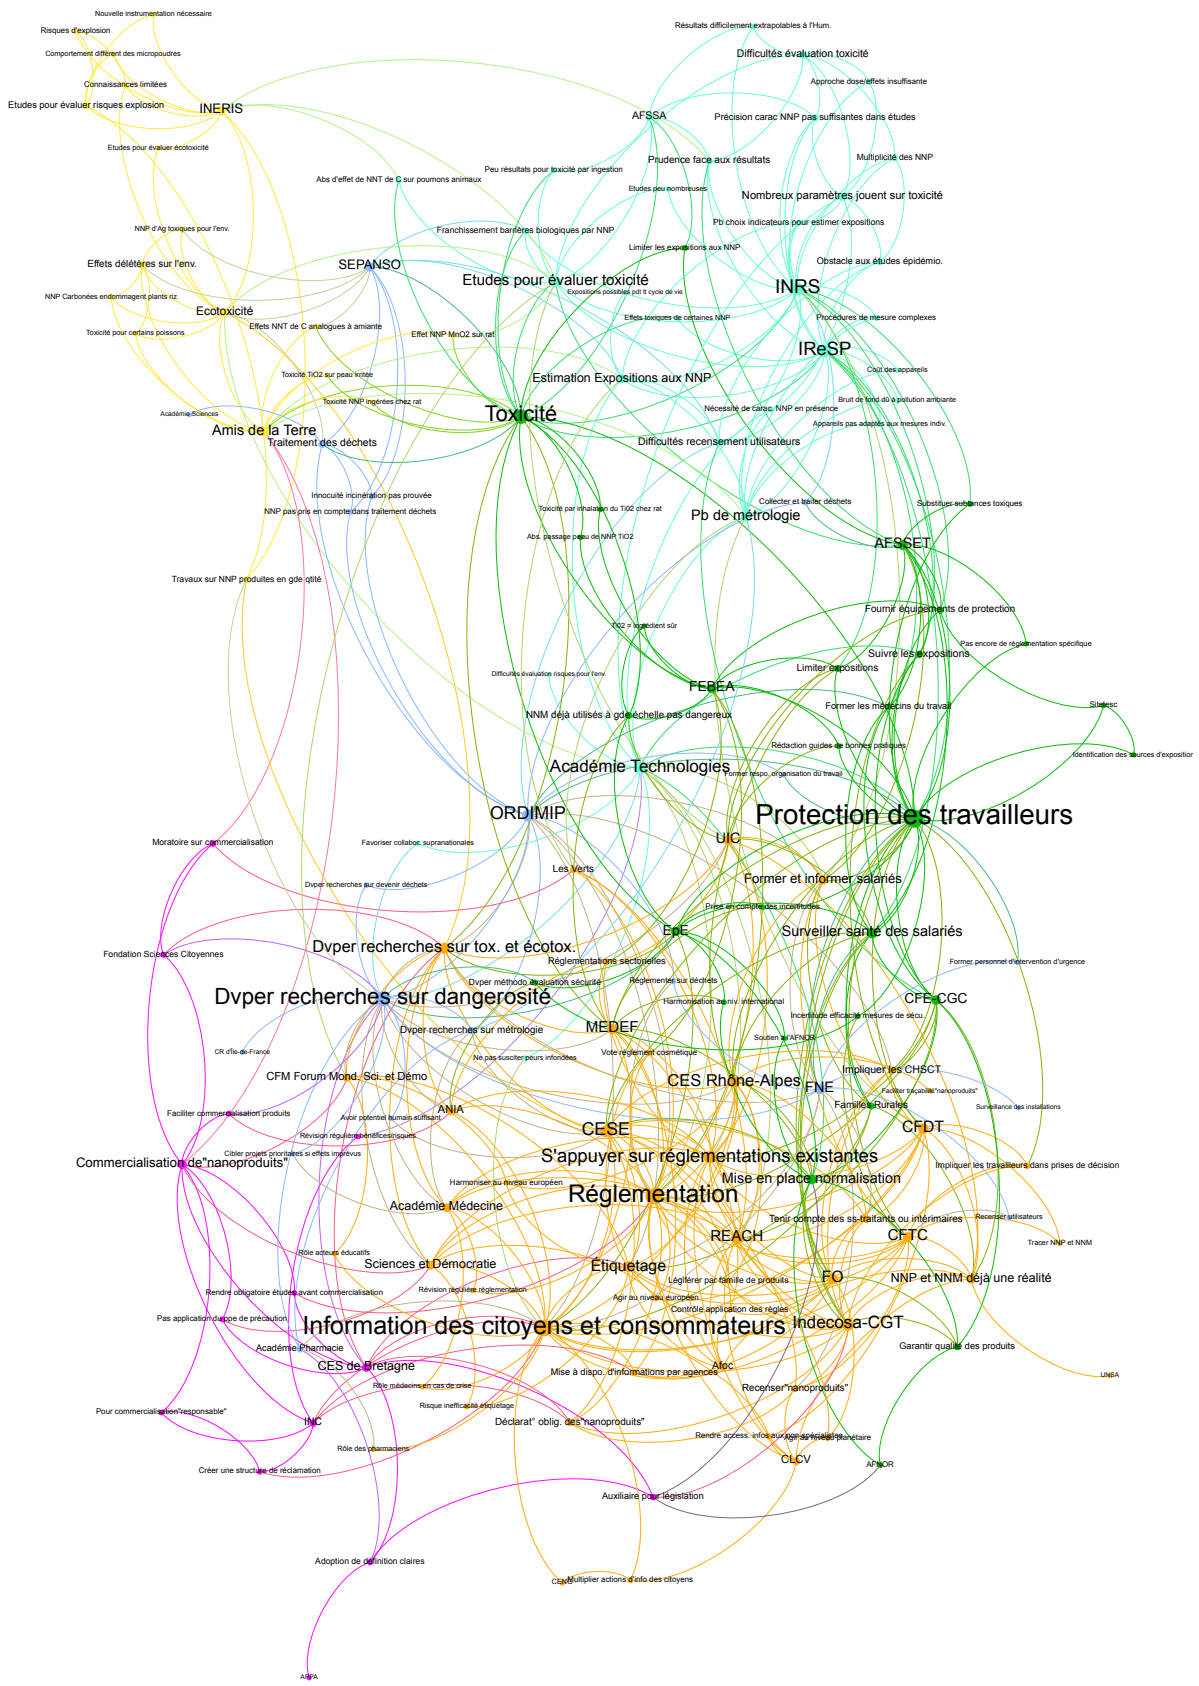 Nouvelle instrumentation nécessaire
Résultats difficilement extrapolables à l'Hum.
Risques d'explosion
Comportement différent des micropoudres
Difficultés évaluation toxicité
Connaissances limitées
Approche dose/effets insuffisante
Etudes pour évaluer risques explosion
INERIS
AFSSA
Précision carac NNP pas suffisantes dans études
Etudes pour évaluer écotoxicité
Prudence face aux résultats
Multiplicité des NNP
Peu résultats pour toxicité par ingestion
Abs d'effet de NNT de C sur poumons animaux
Etudes peu nombreuses
Nombreux paramètres jouent sur toxicité
Pb choix indicateurs pour estimer expositions
NNP d'Ag toxiques pour l'env.
Franchissement barrières biologiques par NNP
Limiter les expositions aux NNP
Effets délétères sur l'env.
SEPANSO
Obstacle aux études épidémio.
Etudes pour évaluer toxicité
INRS
Expositions possibles pdt tt cycle de vie
NNP Carbonées endommagent plants riz
Ecotoxicité
Effets toxiques de certaines NNP
Procédures de mesure complexes
Toxicité pour certains poissons
Effets NNT de C analogues à amiante
Effet NNP MnO2 sur rat
IReSP
Toxicité TiO2 sur peau irritée
Estimation Expositions aux NNP
Coût des appareils
Toxicité NNP ingérées chez rat
Bruit de fond dû à pollution ambiante
Nécessité de carac. NNP en présence
Académie Sciences
Toxicité
Appareils pas adaptés aux mesures indiv.
Amis de la Terre
Traitement des déchets
Difficultés recensement utilisateurs
Innocuité incinération pas prouvée
Collecter et traiter déchets
Substituer subtances toxiques
NNP pas pris en compte dans traitement déchets
Toxicité par inhalation du Ti02 chez rat
Pb de métrologie
Abs. passage peau de NNP TiO2
AFSSET
Travaux sur NNP produites en gde qtité
Fournir équipements de protection
Ti02 = ingrédient sûr
Pas encore de réglementation spécifique
Suivre les expositions
Limiter expositions
Difficultés évaluation risques pour l'env.
FEBEA
Former les médecins du travail
Sitelesc
NNM déjà utilisés à gde échelle pas dangereux
Rédaction guides de bonnes pratiques
Identification des sources d'exposition
Académie Technologies
Former respo. organisation du travail
ORDIMIP
Protection des travailleurs
Moratoire sur commercialisation
Favoriser collabor. supranationales
UIC
Les Verts
Former et informer salariés
Dvper recherches sur devenir déchets
Prise en compte des incertitudes
EpE
Surveiller santé des salariés
Dvper recherches sur tox. et écotox.
Fondation Sciences Citoyennes
Réglementations sectorielles
Former personnel d'intervention d'urgence
Dvper méthodo évaluation sécurité
Réglementer sur déchets
Dvper recherches sur dangerosité
Harmonisation au niv. international
CFE-CGC
Incertitude efficacité mesures de sécu.
MEDEF
Dvper recherches sur métrologie
Soutien à l'AFNOR
CR d'Île-de-France
Ne pas susciter peurs infondées
Vote règlement cosmétique
Impliquer les CHSCT
CFM Forum Mond. Sci. et Démo
CES Rhône-Alpes
FNE
Faciliter traçabilité"nanoproduits"
Familles Rurales
Surveillance des installations
Faciliter commercialisation produits
ANIA
Avoir potentiel humain suffisant
CESE
CFDT
Révision régulière bénéfices/risques
Cibler projets prioritaires si effets imprévus
S'appuyer sur réglementations existantes
Commercialisation de"nanoproduits"
Impliquer les travailleurs dans prises de décision
Mise en place normalisation
Harmoniser au niveau européen
Réglementation
Académie Médecine
Tenir compte des ss-traitants ou intérimaires
Recenser utilisateurs
REACH
CFTC
Tracer NNP et NNM
Rôle acteurs éducatifs
Sciences et Démocratie
Étiquetage
FO
NNP et NNM déjà une réalité
Légiférer par famille de produits
Rendre obligatoire études avant commercialisation
Révision régulière réglementation
Agir au niveau européen
Contrôle application des règles
Pas application du ppe de précaution
Information des citoyens et consommateurs
Indecosa-CGT
Académie Pharmacie
Garantir qualité des produits
CES de Bretagne
Afoc
Mise à dispo. d'informations par agences
UNSA
Rôle médecins en cas de crise
Recenser"nanoproduits"
Risque inefficacité étiquetage
Pour commercialisation"responsable"
INC
Déclarat° oblig. des"nanoproduits"
Rendre access. infos aux non-spécialistes
Agir au niveau planétaire
Rôle des pharmaciens
CLCV
AFNOR
Créer une structure de réclamation
Auxiliaire pour législation
Adoption de définition claires
CENG
Multiplier actions d'info des citoyens
APPA